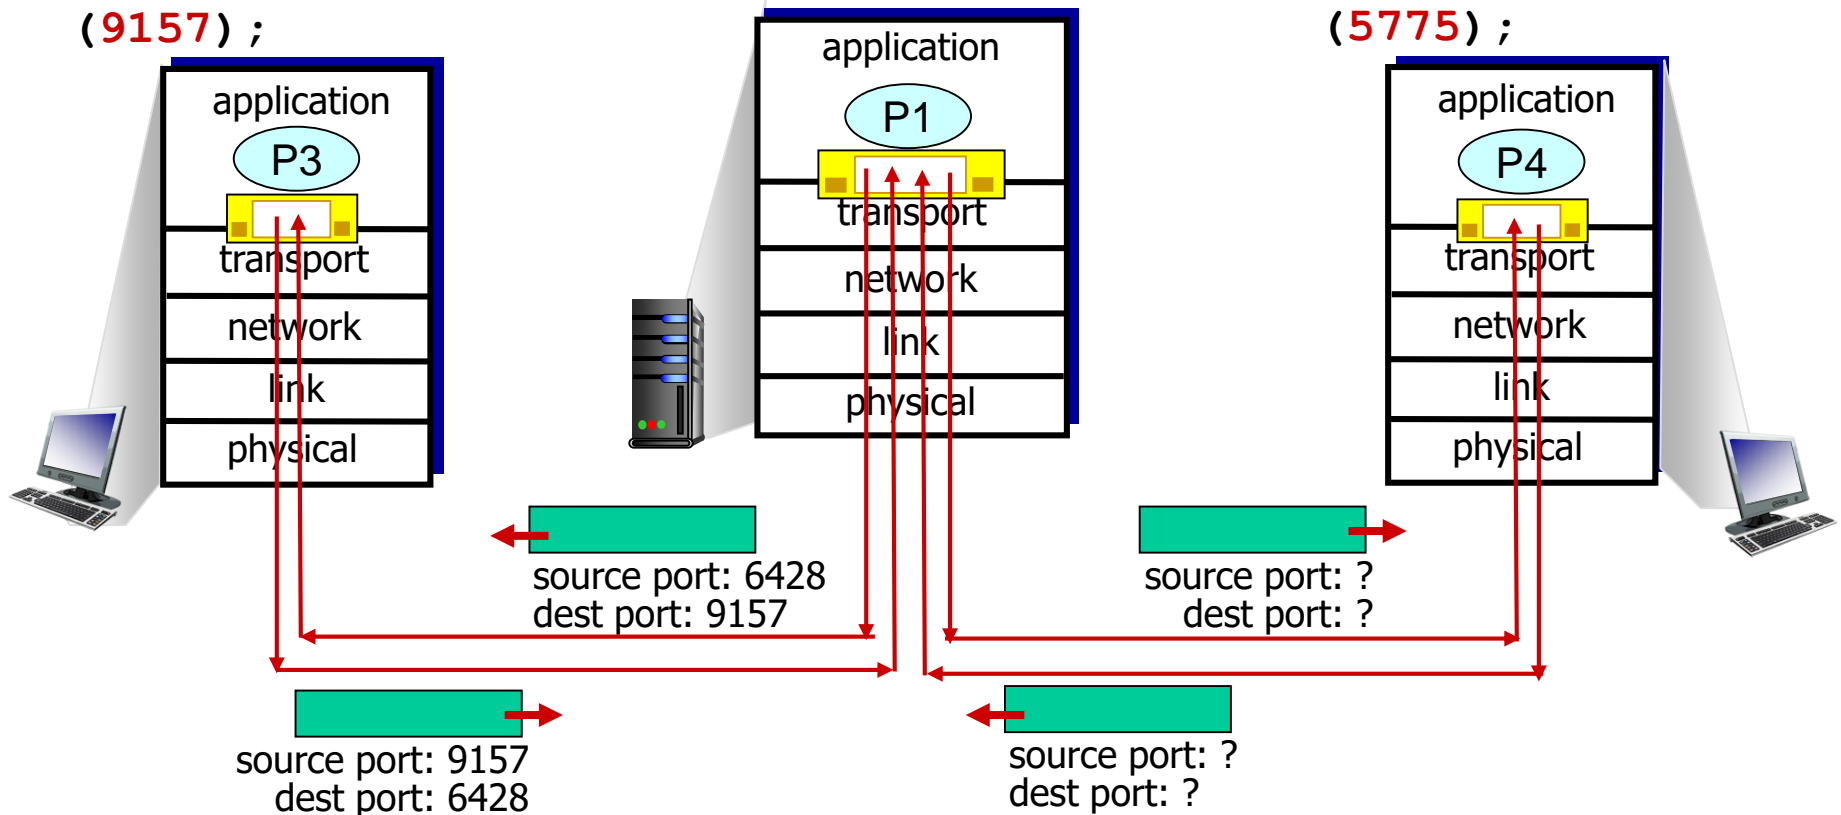 (9157);
application
P3
transport
network
link
physical
application
P1
transport
network
link
physical
(5775);
application
P4
transport
network
link
physical
source port: 6428
dest port: 9157
source port: ?
dest port: ?
source port: 9157
dest port: 6428
source port: ?
dest port: ?